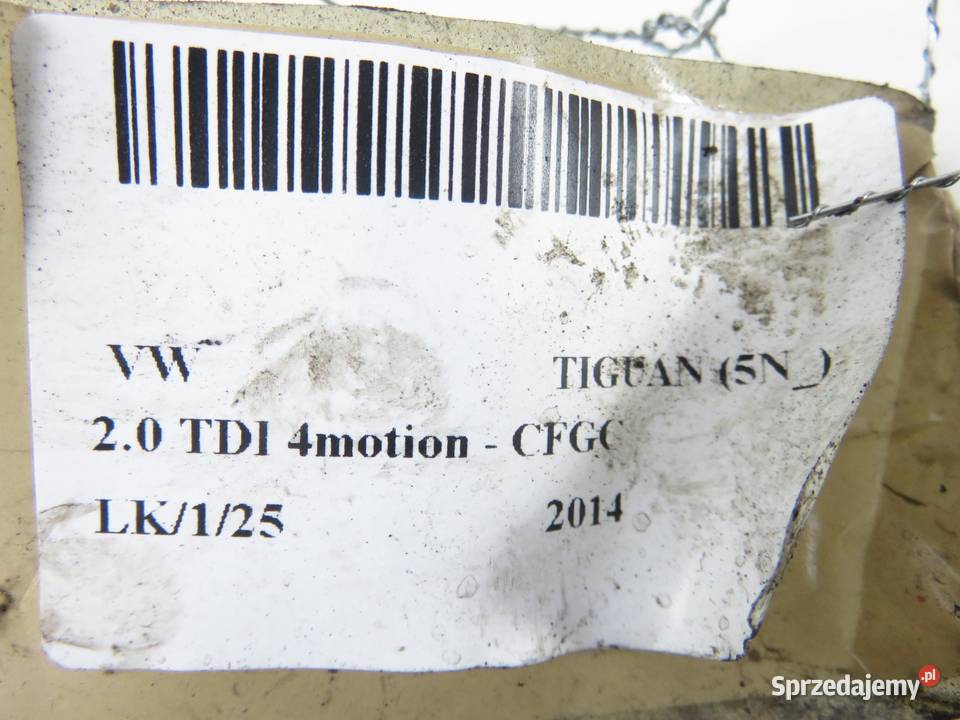 VW TIGUAN (5N_)
2.0 TDI 4motion - CFGC
LK/1/25 2014
Sprzedajemy.pl